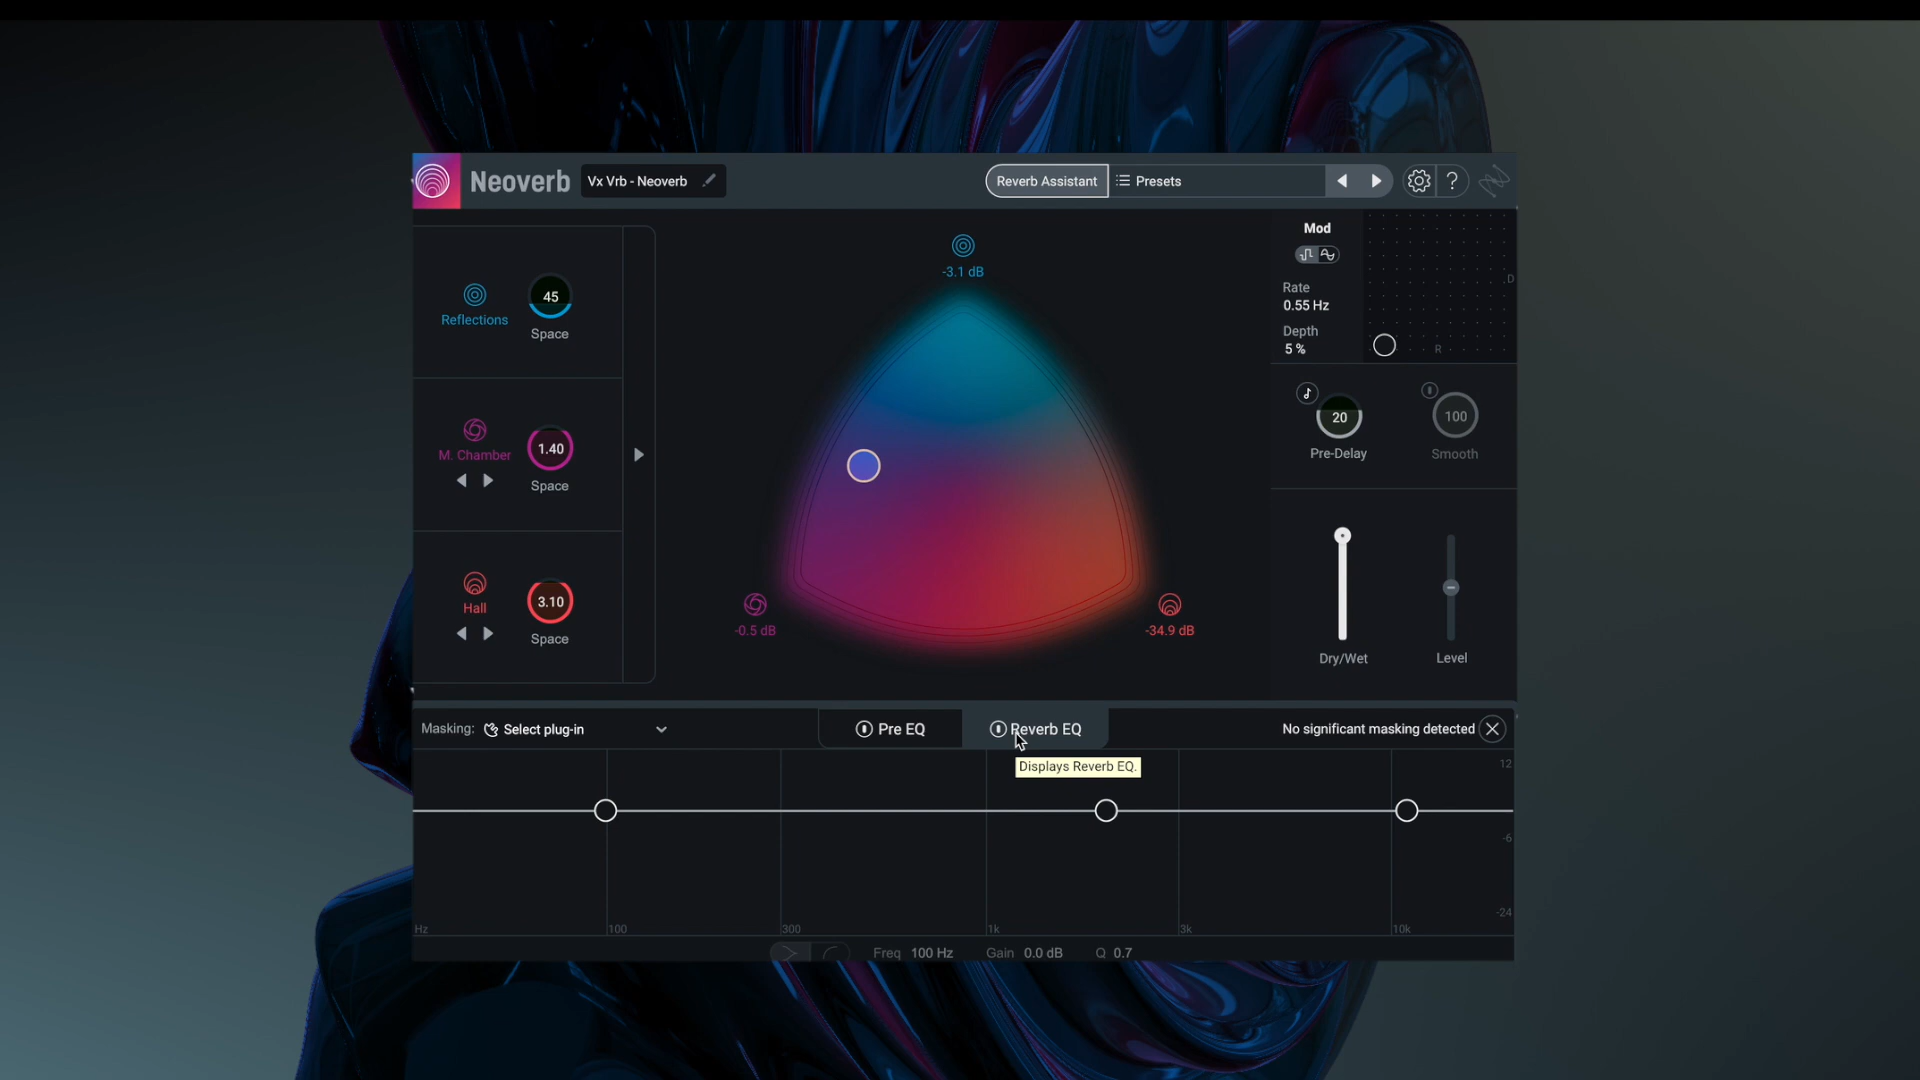 Neoverb
Vx Vrb - Neoverb
Reverb Assistant
Presets
?
Reflections
45
Space
M. Chamber
1.40
Space
Hall
3.10
Space
-3.1 dB
-0.5 dB
-34.9 dB
Mod
Rate
0.55 Hz
Depth
5 %
D
R
20
Pre-Delay
100
Smooth
Dry/Wet
Level
Masking: Select plug-in
Pre EQ
Reverb EQ
No significant masking detected
Displays Reverb EQ.
12
-6
-24
Hz 100 300 1k 3k 10k
Freq 100 Hz Gain 0.0 dB Q 0.7